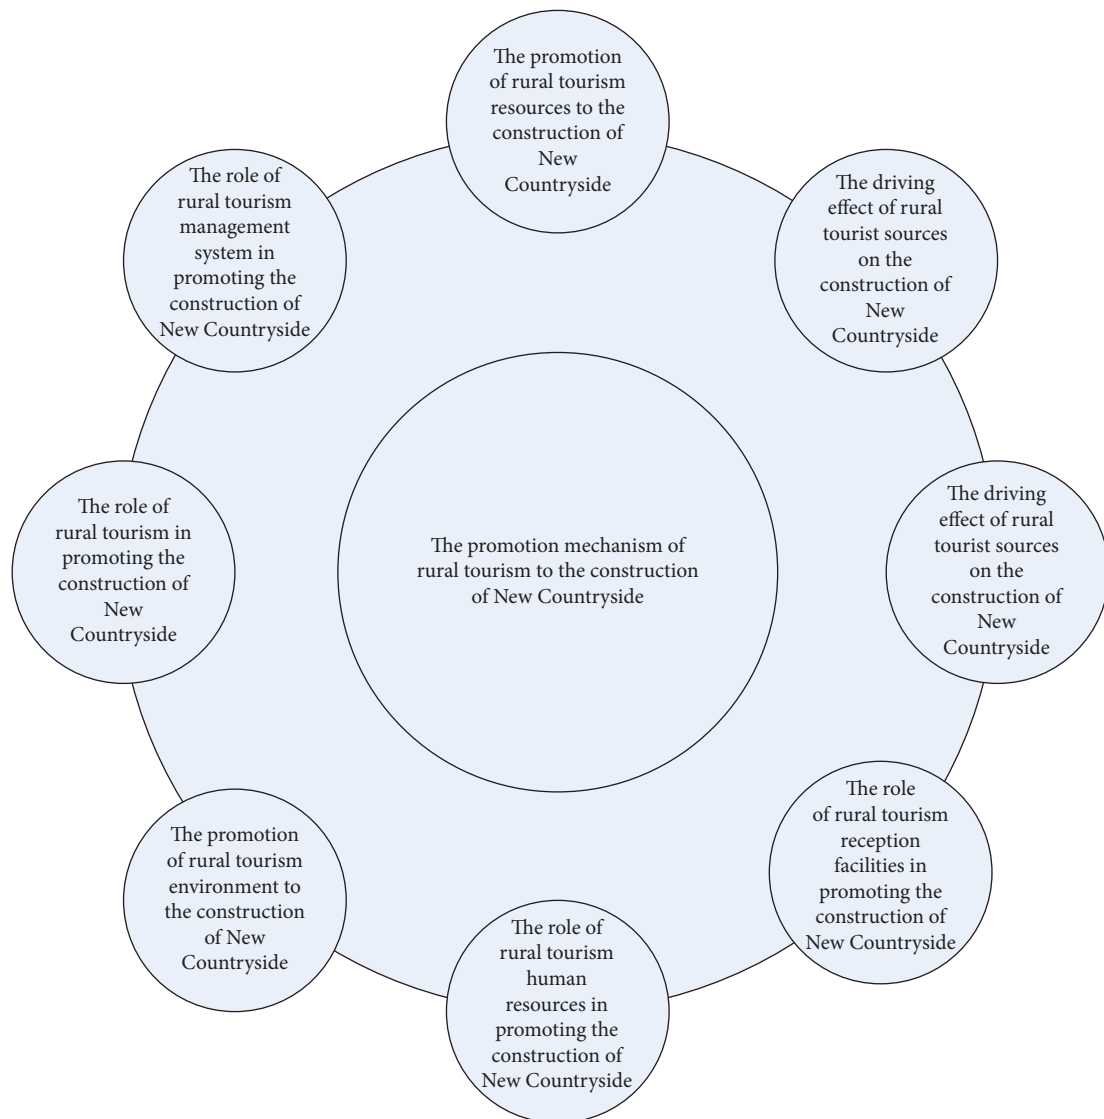 The promotion
of rural tourism
resources to the
construction of
New
Countryside
The driving
effect of rural
tourist sources
on the
construction of
New
Countryside
The driving
effect of rural
tourist sources
on the
construction of
New
Countryside
The role
of rural tourism
reception
facilities in
promoting the
construction of
New Countryside
The role of
rural tourism
human
resources in
promoting the
construction of
New Countryside
The promotion
of rural tourism
environment to
the construction
of New
Countryside
The role of
rural tourism in
promoting the
construction of
New
Countryside
The role of
rural tourism
management
system in
promoting the
construction of
New Countryside
The promotion mechanism of
rural tourism to the construction
of New Countryside